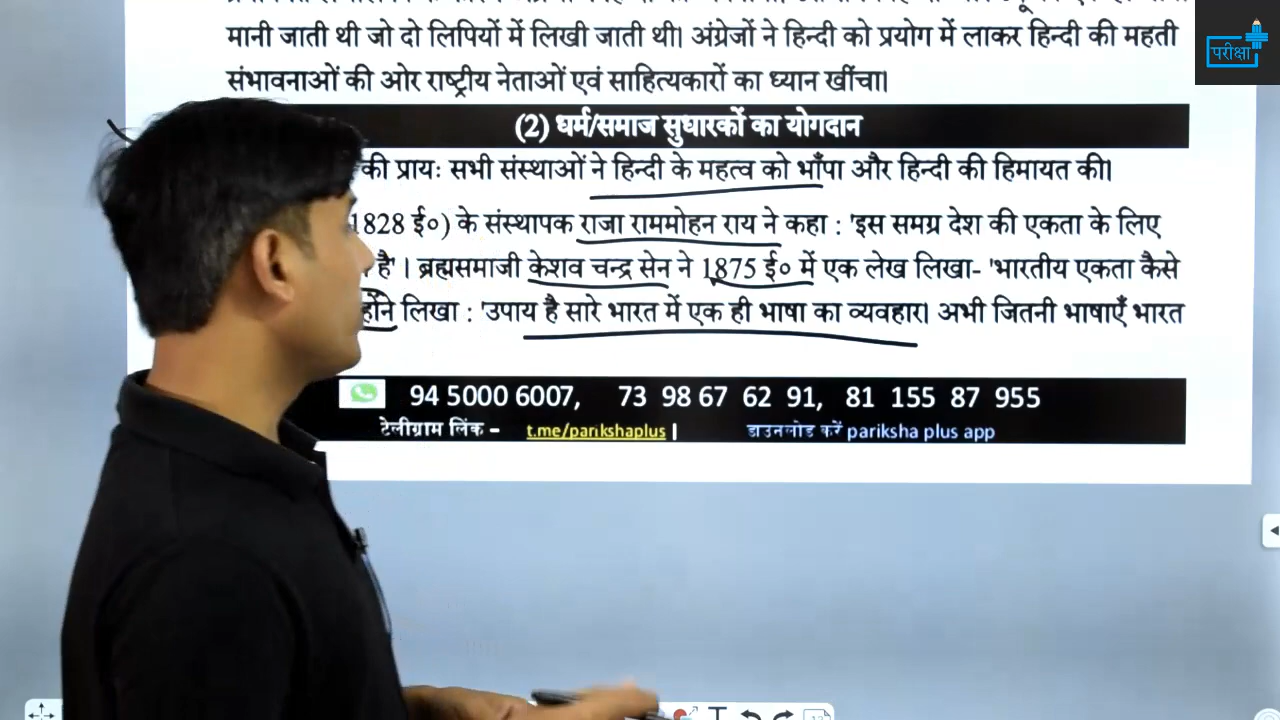 मानी जाती थी जो दो लिपियों में लिखी जाती थी। अंग्रेजों ने हिन्दी को प्रयोग में लाकर हिन्दी की महती
परीक्षा
संभावनाओं की ओर राष्ट्रीय नेताओं एवं साहित्यकारों का ध्यान खींचा।
(2) धर्म/समाज सुधारकों का योगदान
की प्रायः सभी संस्थाओं ने हिन्दी के महत्व को भाँपा और हिन्दी की हिमायत की।
1828 ई०) के संस्थापक राजा राममोहन राय ने कहा : 'इस समग्र देश की एकता के लिए
है' । ब्रह्मसमाजी केशव चन्द्र सेन ने 1875 ई० में एक लेख लिखा- 'भारतीय एकता कैसे
लिखा : 'उपाय है सारे भारत में एक ही भाषा का व्यवहार। अभी जितनी भाषाएँ भारत
94 5000 6007, 73 98 67 62 91, 81 155 87 955
टेलीग्राम लिंक – t.me/parikshaplus | डाउनलोड करें pariksha plus app